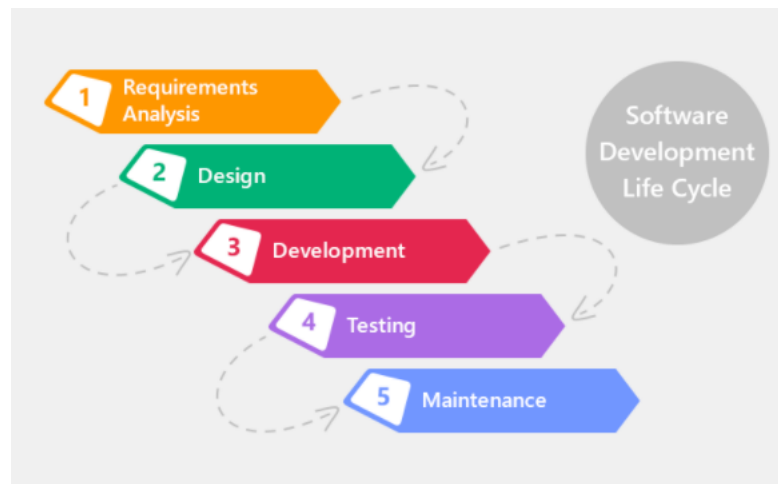 1
Requirements
Analysis
2
Design
3
Development
4
Testing
5
Maintenance
Software
Development
Life Cycle